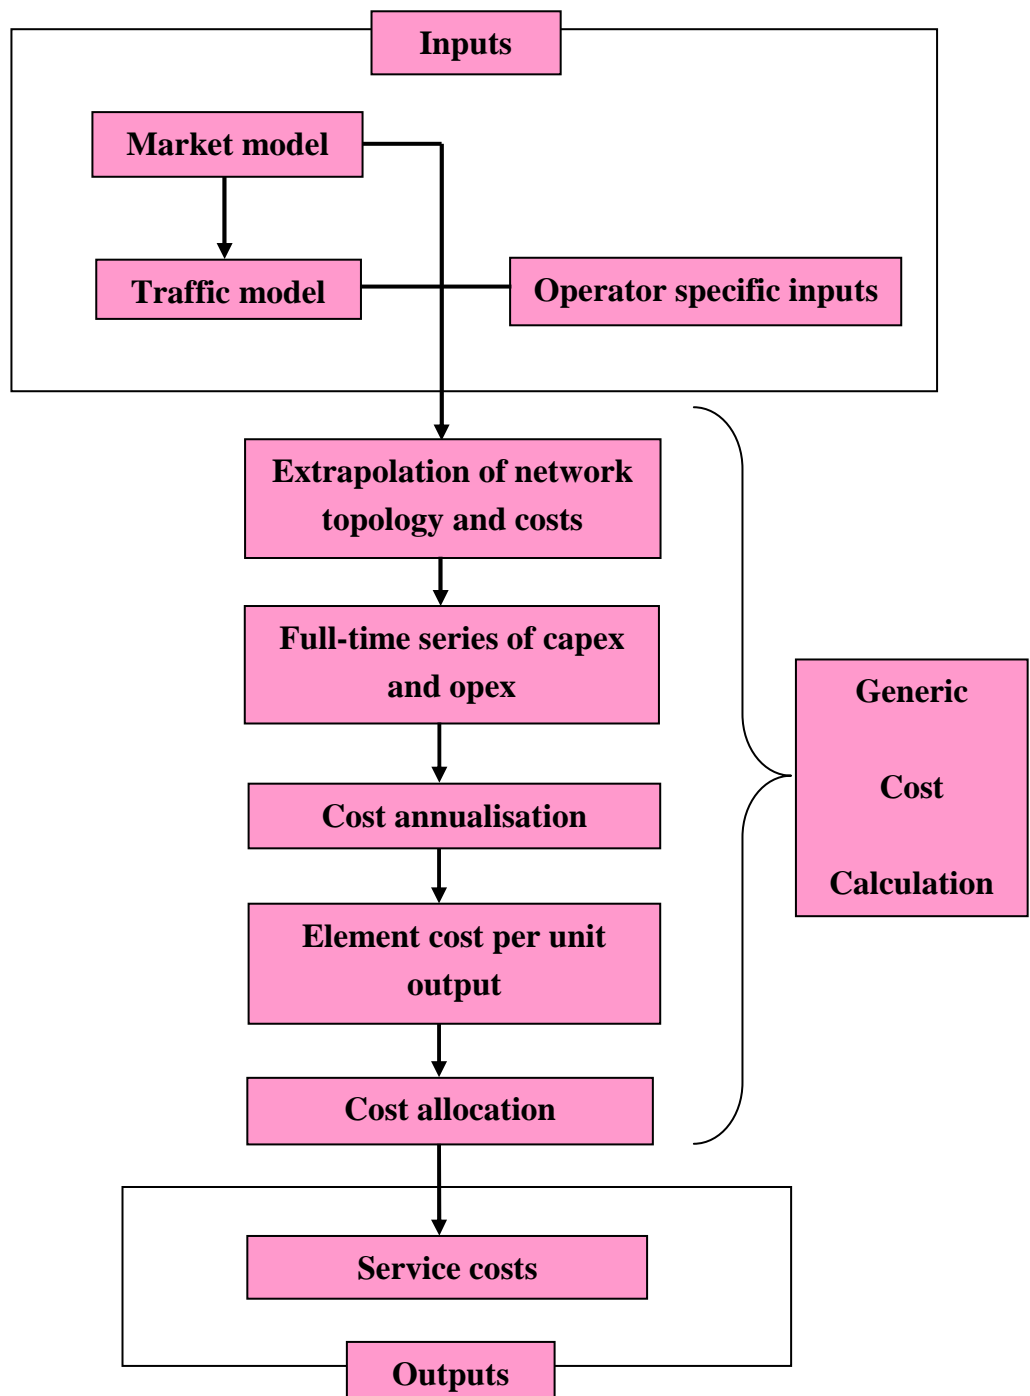 Inputs
Market model
Traffic model
Operator specific inputs
Extrapolation of network
topology and costs
Full-time series of capex
and opex
Cost annualisation
Element cost per unit
output
Cost allocation
Generic
Cost
Calculation
Service costs
Outputs